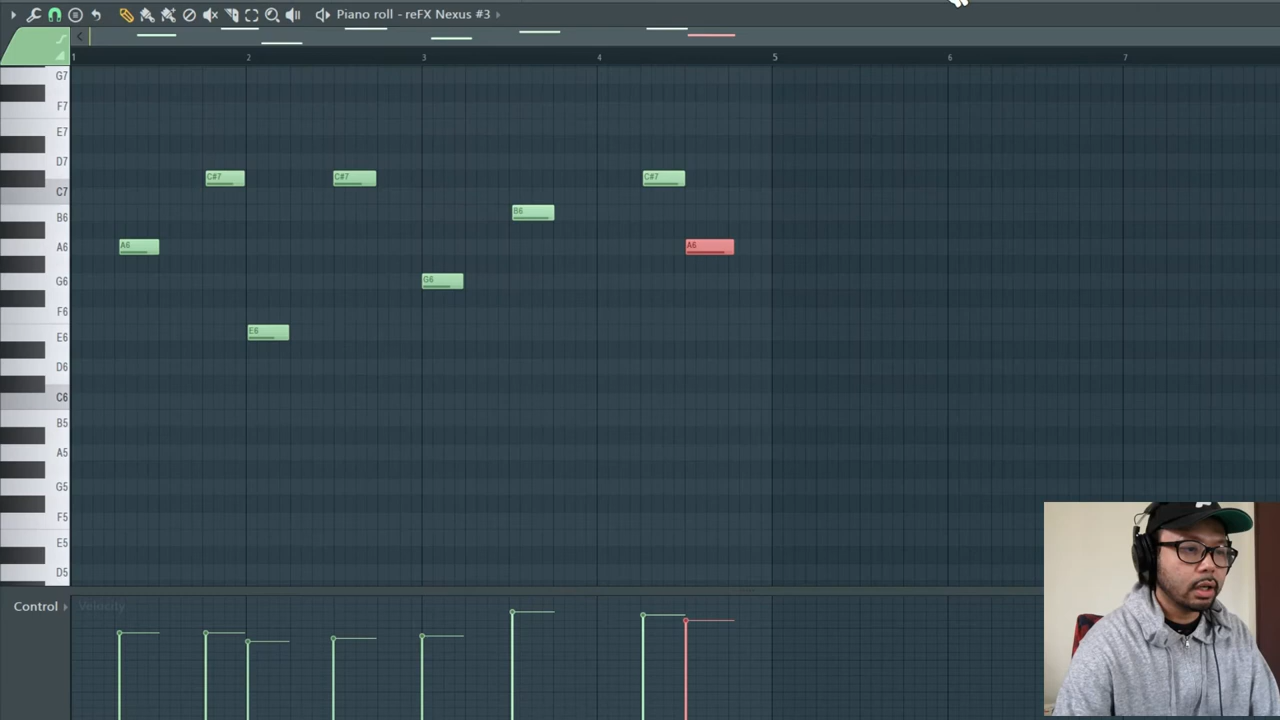 Piano roll - reFX Nexus #3
1 2 3 4 5 6 7
G7
F7
E7
D7
C#7 C#7 C#7
C7
B6 B6
A6 A6 A6
G6 G6
F6
E6 E6
D6
C6
B5
A5
G5
F5
E5
D5
Control Velocity